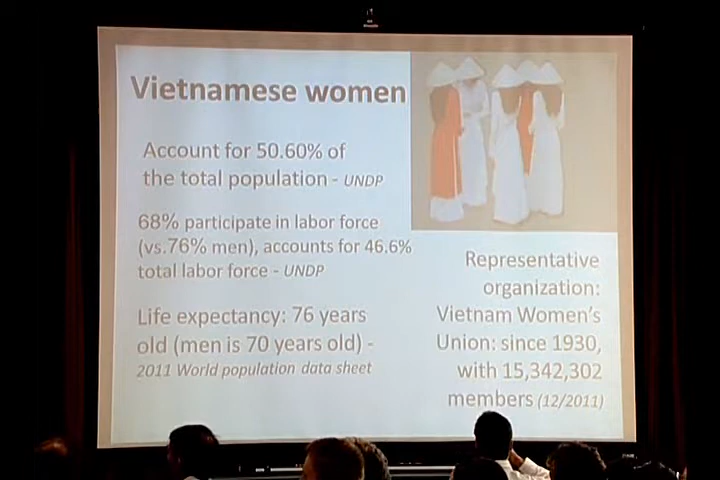 Vietnamese women
Account for 50.60% of
the total population - UNDP
68% participate in labor force
(vs.76% men), accounts for 46.6%
total labor force - UNDP
Life expectancy: 76 years
old (men is 70 years old) -
2011 World population data sheet
Representative
organization:
Vietnam Women's
Union: since 1930,
with 15,342,302
members (12/2011)